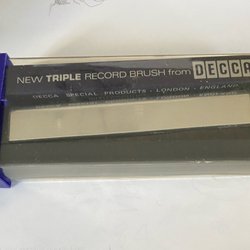 NEW TRIPLE RECORD BRUSH from DECCA
DECCA SPECIAL PRODUCTS · LONDON · ENGLAND